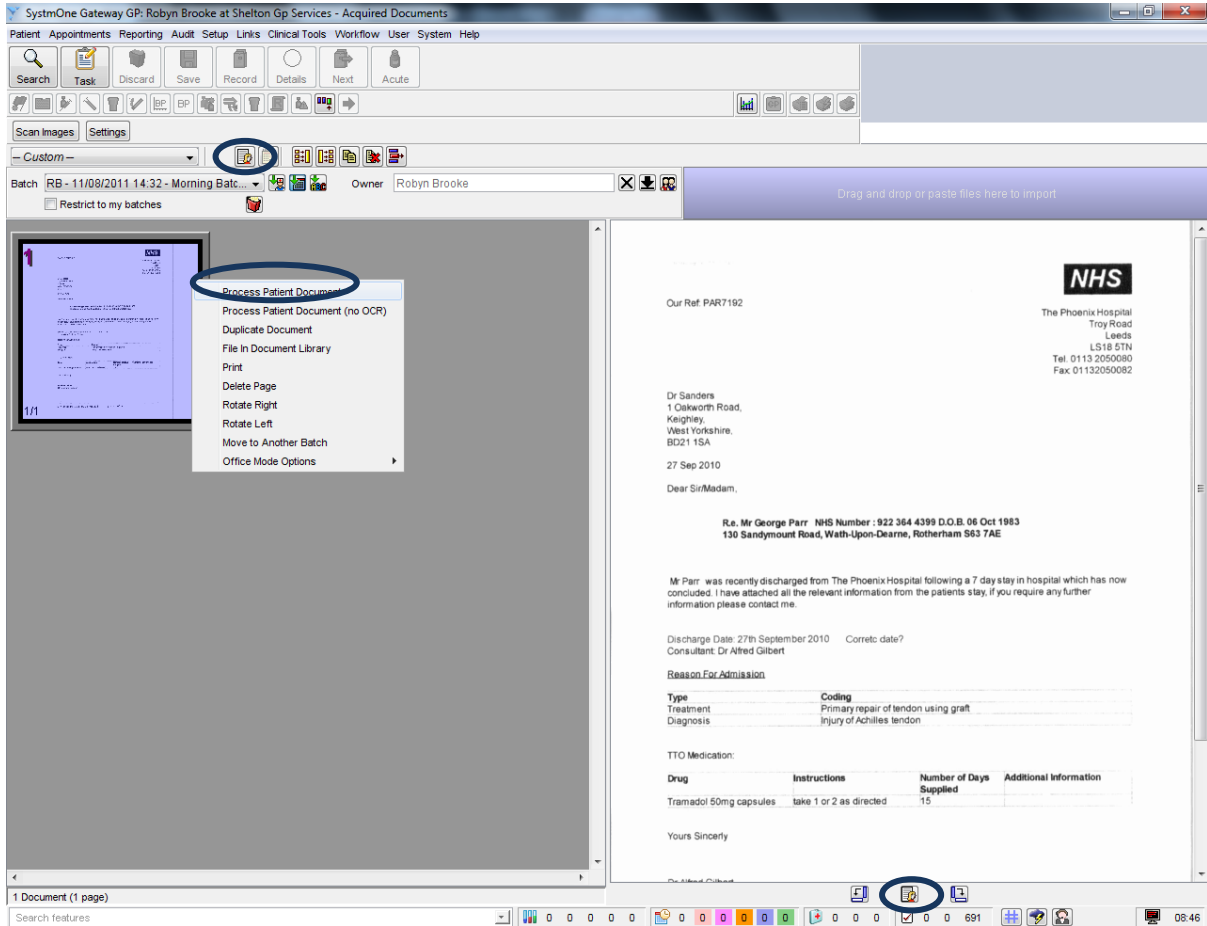 SystmOne Gateway GP: Robyn Brooke at Shelton Gp Services - Acquired Documents
Patient Appointments Reporting Audit Setup Links Clinical Tools Workflow User System Help
Search Task Discard Save Record Details Next Acute
BP BP
Scan Images Settings
-- Custom --
Batch RB - 11/08/2011 14:32 - Morning Batc... Owner Robyn Brooke
Restrict to my batches
Drag and drop or paste files here to import
1
NHS
1/1
Process Patient Document
Process Patient Document (no OCR)
Duplicate Document
File In Document Library
Print
Delete Page
Rotate Right
Rotate Left
Move to Another Batch
Office Mode Options
NHS
Our Ref: PAR7192
The Phoenix Hospital
Troy Road
Leeds
LS18 5TN
Tel. 0113 2050080
Fax: 01132050082
Dr Sanders
1 Oakworth Road,
Keighley,
West Yorkshire,
BD21 1SA
27 Sep 2010
Dear Sir/Madam,
R.e. Mr George Parr NHS Number : 922 364 4399 D.O.B. 06 Oct 1983
130 Sandymount Road, Wath-Upon-Dearne, Rotherham S63 7AE
Mr Parr was recently discharged from The Phoenix Hospital following a 7 day stay in hospital which has now
concluded. I have attached all the relevant information from the patients stay, if you require any further
information please contact me.
Discharge Date: 27th September 2010 Corretc date?
Consultant: Dr Alfred Gilbert
Reason For Admission
Type Coding
Treatment Primary repair of tendon using graft
Diagnosis Injury of Achilles tendon
TTO Medication:
Drug Instructions Number of Days Supplied Additional Information
Tramadol 50mg capsules take 1 or 2 as directed 15
Yours Sincerly
Dr Alfred Gilbert
1 Document (1 page)
Search features 0 0 0 0 0 0 0 0 0 0 0 0 0 0 0 0 691 08:46